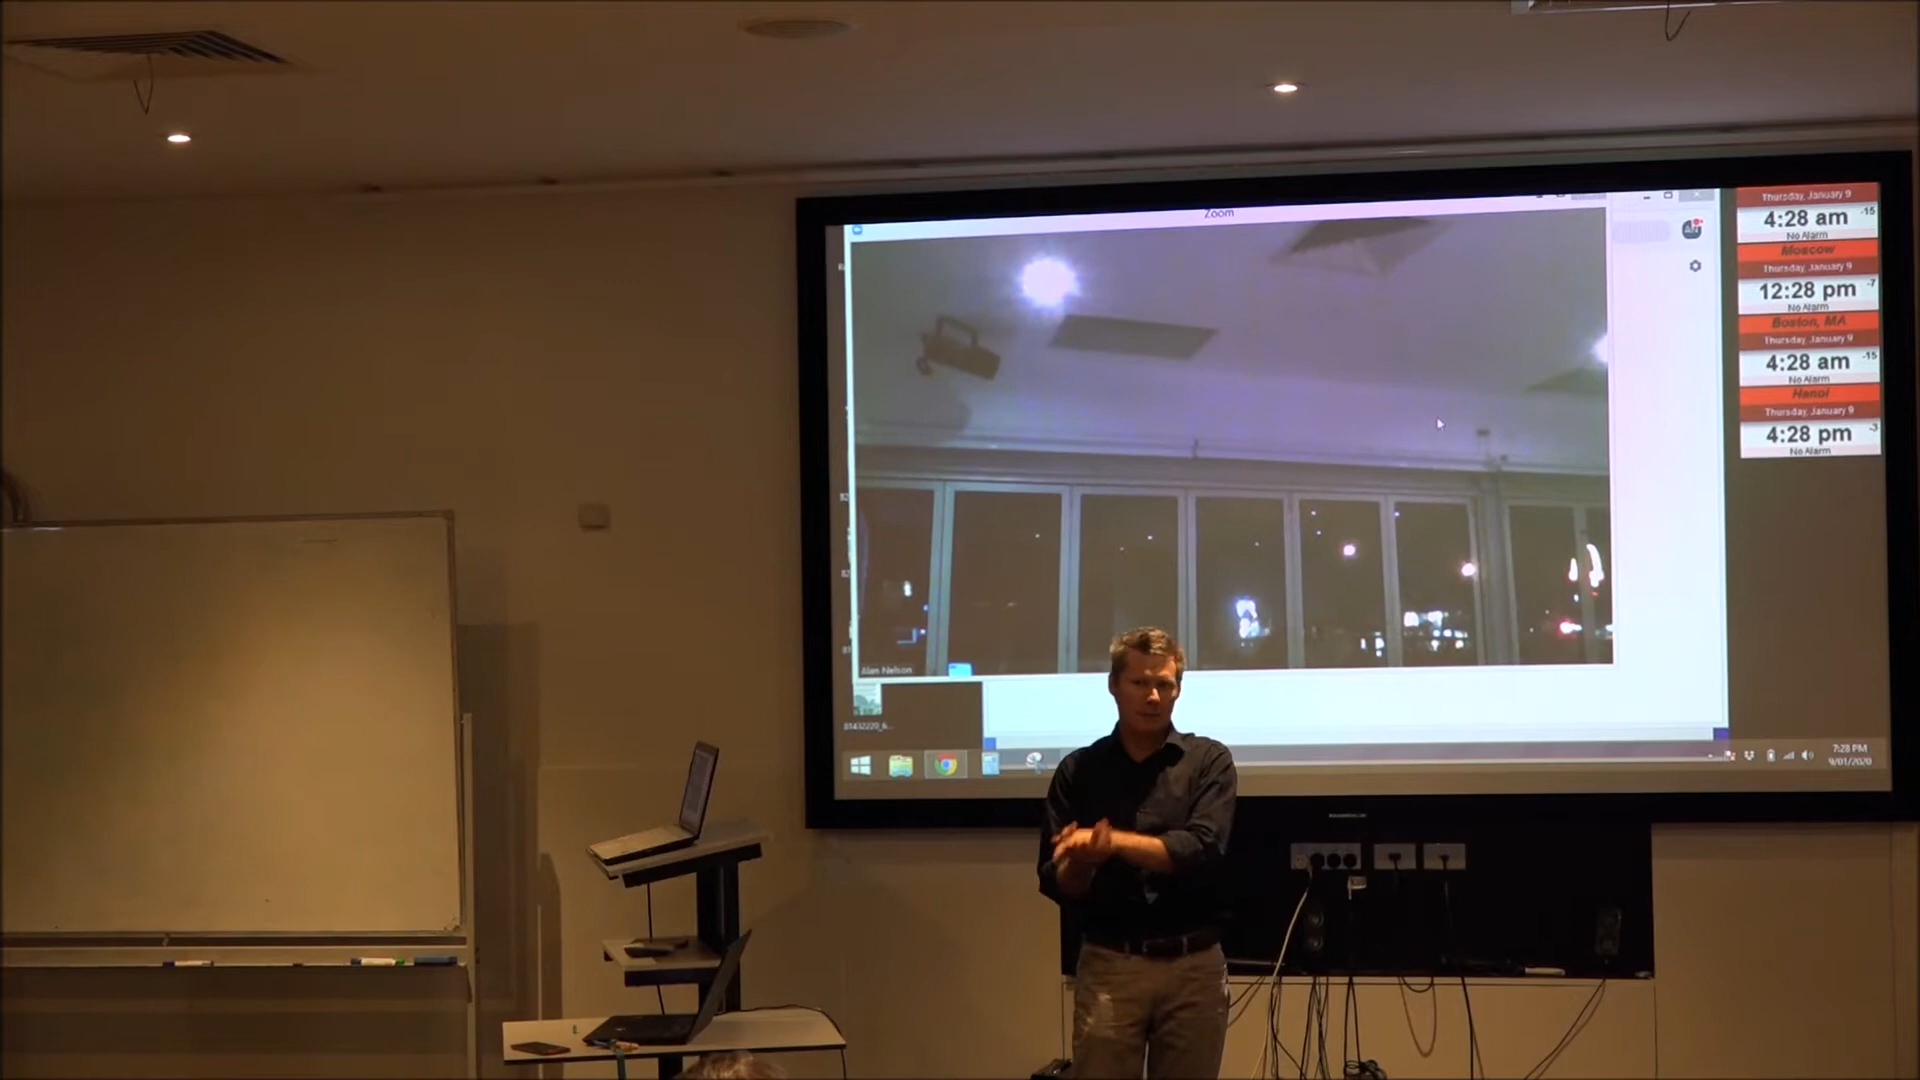 Zoom
Alan Nelson
81432220_6...
Thursday, January 9
4:28 am -15
No Alarm
Moscow
Thursday, January 9
12:28 pm -7
No Alarm
Boston, MA
Thursday, January 9
4:28 am -15
No Alarm
Hanoi
Thursday, January 9
4:28 pm -3
No Alarm
7:28 PM
9/01/2020